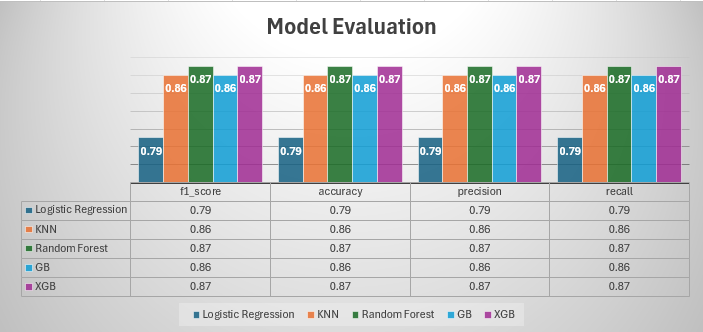 Model Evaluation
0.79 0.86 0.87 0.86 0.87 0.79 0.86 0.87 0.86 0.87 0.79 0.86 0.87 0.86 0.87 0.79 0.86 0.87 0.86 0.87
f1_score accuracy precision recall
Logistic Regression 0.79 0.79 0.79 0.79
KNN 0.86 0.86 0.86 0.86
Random Forest 0.87 0.87 0.87 0.87
GB 0.86 0.86 0.86 0.86
XGB 0.87 0.87 0.87 0.87
Logistic Regression KNN Random Forest GB XGB